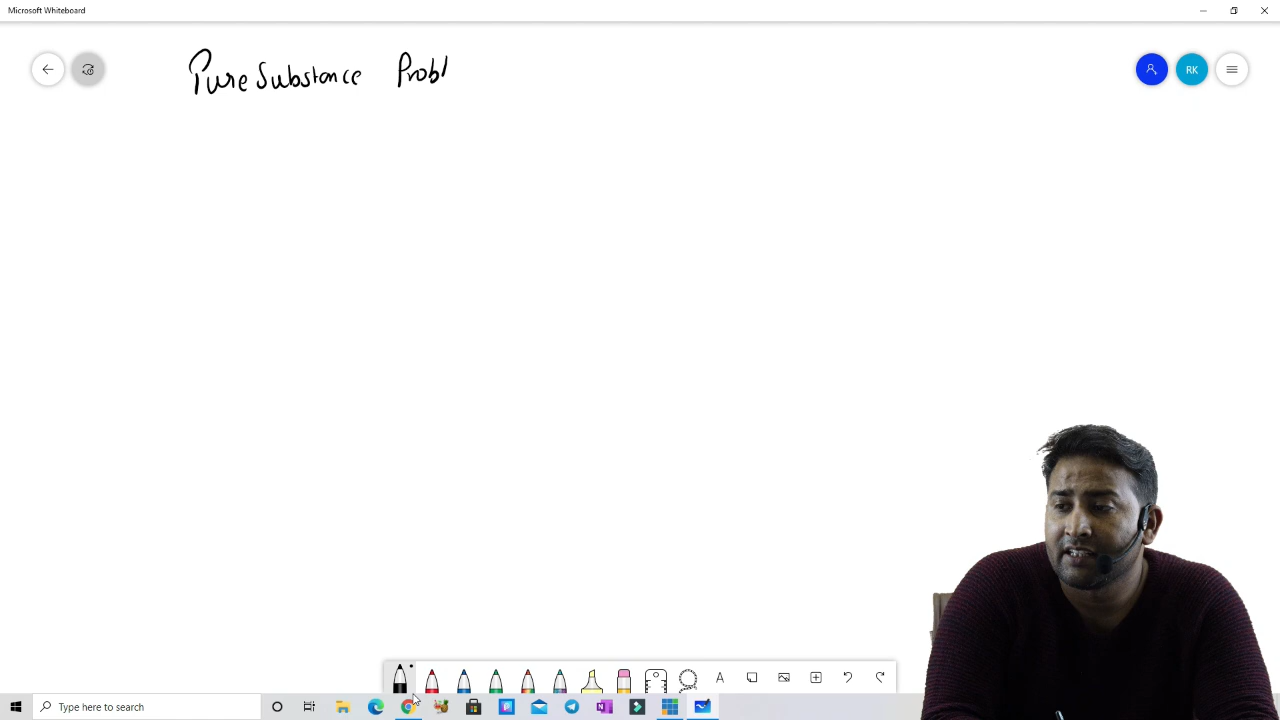 Microsoft Whiteboard
Pure Substance Probl
RK
A
Type here to search